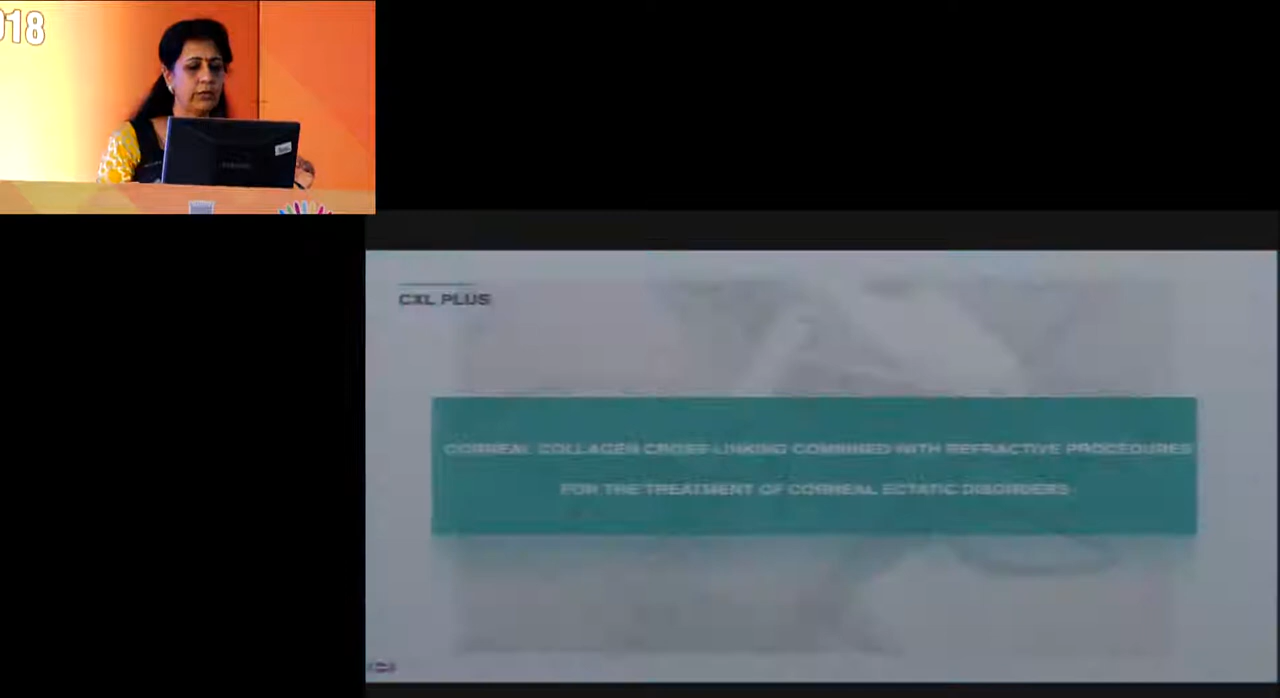 018
CXL PLUS
CORNEAL COLLAGEN CROSS LINKING COMBINED WITH REFRACTIVE PROCEDURES
FOR THE TREATMENT OF CORNEAL ECTATIC DISORDERS